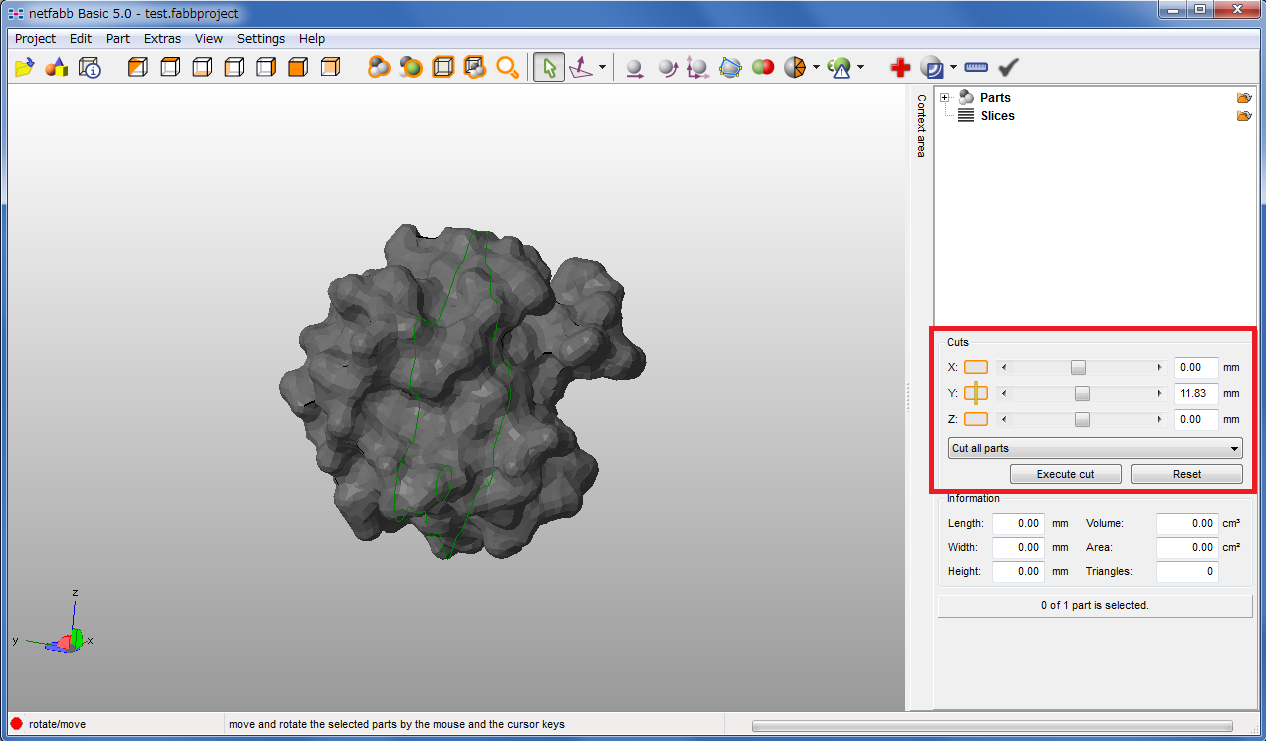 netfabb Basic 5.0 - test.fabbproject
Project Edit Part Extras View Settings Help
Context area
Parts
Slices
Cuts
X: 0.00 mm
Y: 11.83 mm
Z: 0.00 mm
Cut all parts
Execute cut Reset
Information
Length: 0.00 mm Volume: 0.00 cm³
Width: 0.00 mm Area: 0.00 cm²
Height: 0.00 mm Triangles: 0
0 of 1 part is selected.
z
y x
rotate/move move and rotate the selected parts by the mouse and the cursor keys